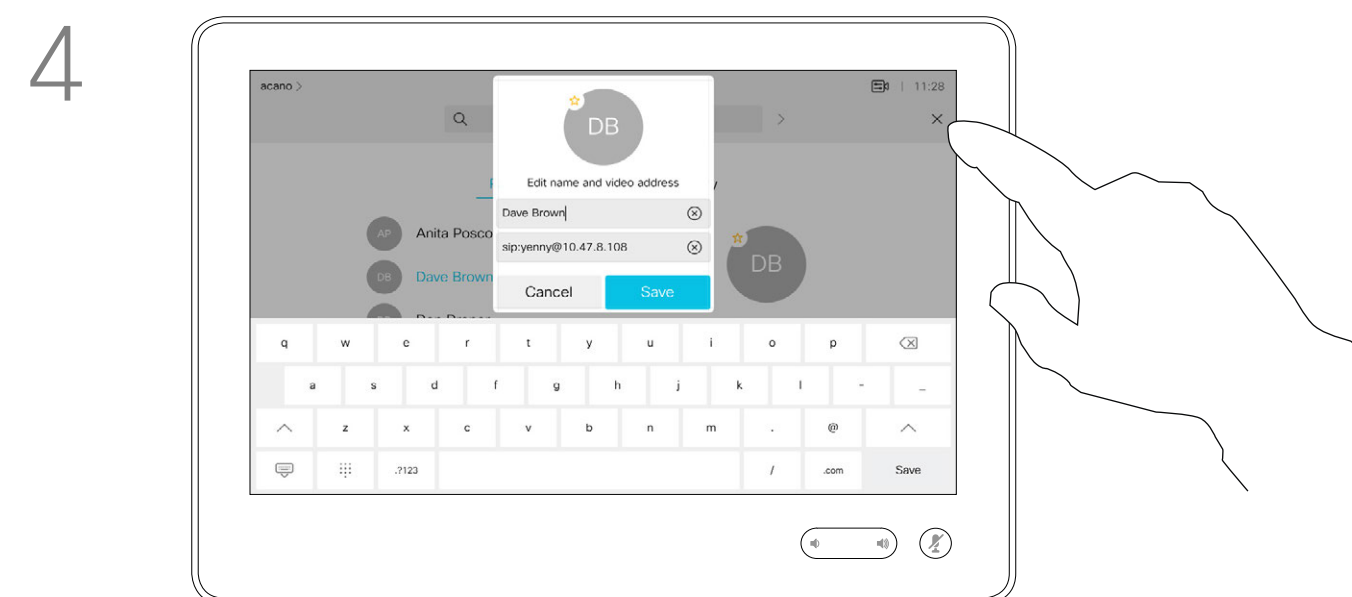 4
acano >
| 11:28
DB
Edit name and video address
Dave Brown
AP Anita Posco
sip:yenny@10.47.8.108
DB Dave Brown
DB
Cancel Save
q w e r t y u i o p
a s d f g h j k l - _
z x c v b n m . @
.?123 / .com Save